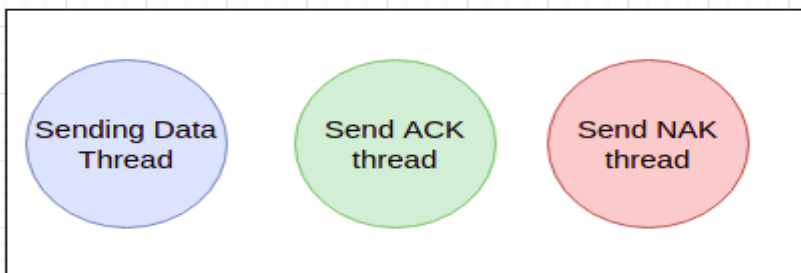 Sending Data
Thread
Send ACK
thread
Send NAK
thread